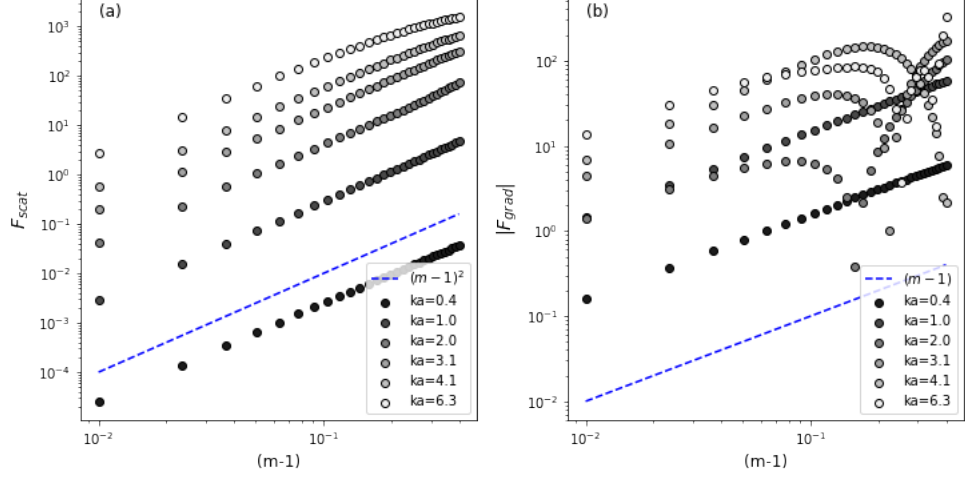 (a)
10³
10²
10¹
10⁰
10⁻¹
10⁻²
10⁻³
10⁻⁴
F_scat
(m − 1)²
ka=0.4
ka=1.0
ka=2.0
ka=3.1
ka=4.1
ka=6.3
10⁻² 10⁻¹
(m-1)
(b)
10²
10¹
10⁰
10⁻¹
10⁻²
|F_grad|
(m − 1)
ka=0.4
ka=1.0
ka=2.0
ka=3.1
ka=4.1
ka=6.3
10⁻² 10⁻¹
(m-1)